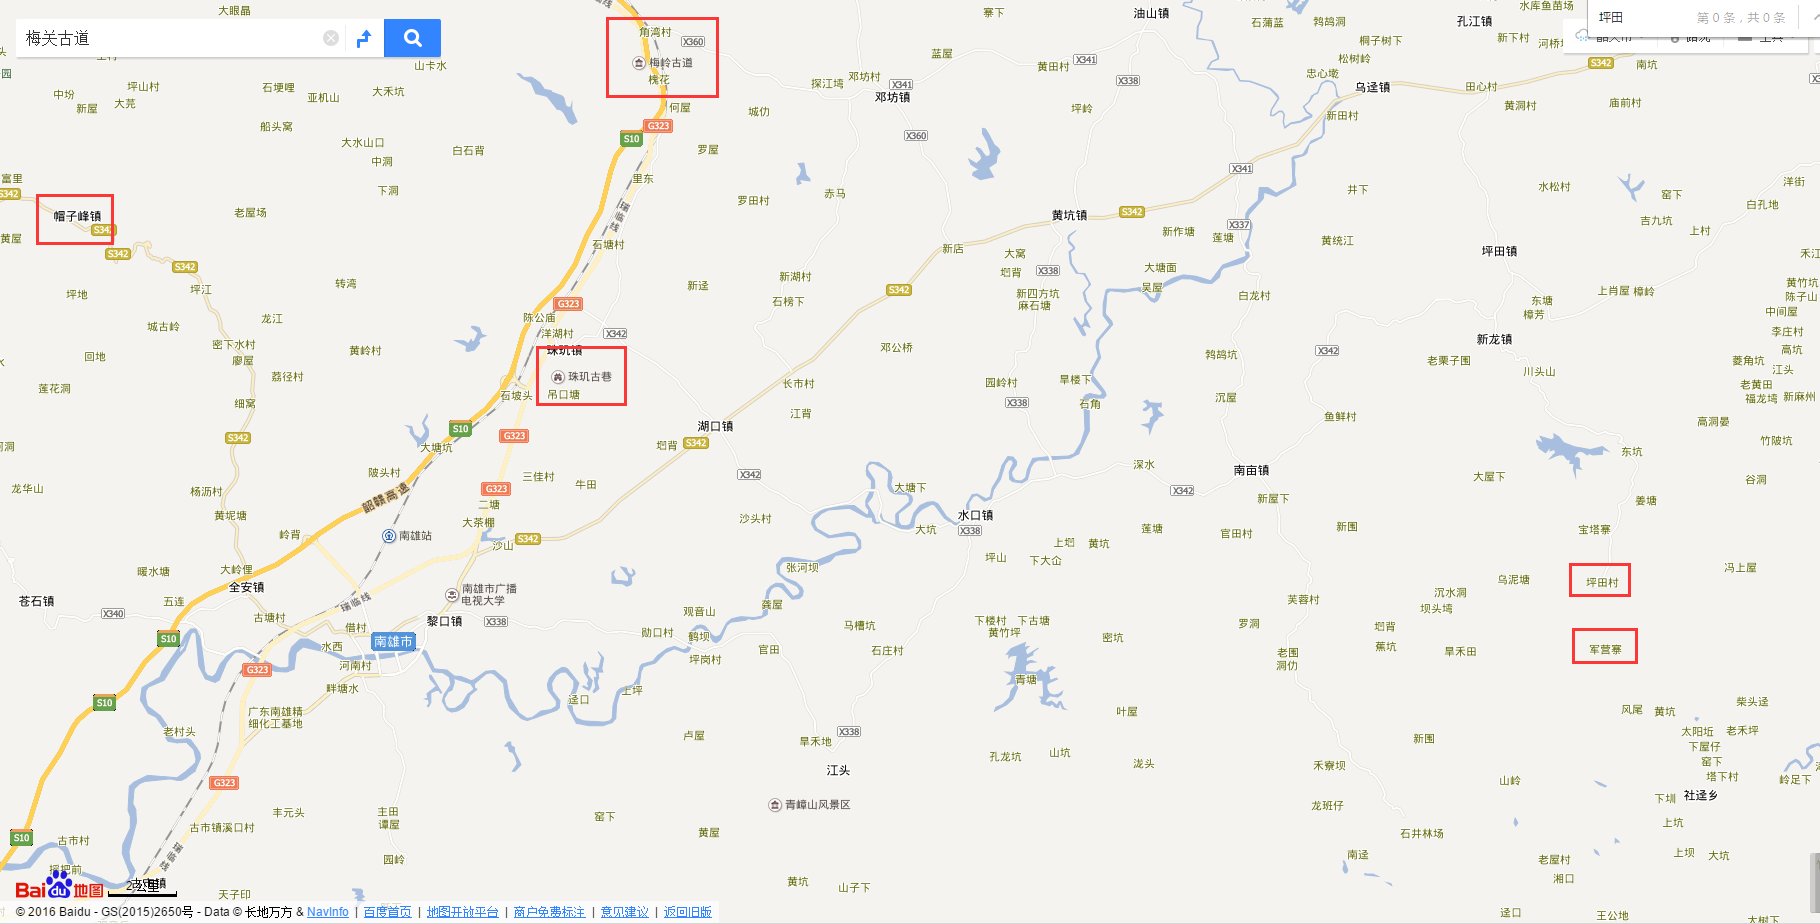 大眼晶
寨下
油山镇
石蒲蓝
鸬鸪洞
孔江镇
水库鱼苗场
坪田
第 0 条 , 共 0 条
梅关古道
角湾村
X360
梅岭古道
桃花
何屋
G323
S10
蓝屋
黄田村
X341
X338
桐子树下
松树岭
忠心墩
新下村
S342
南坑
山卡水
石埂哩
大禾坑
亚机山
中坋
坪山村
新屋
大芫
船头窝
大水山口
中洞
下洞
白石背
探江塆
邓坊村
X341
邓坊镇
城仂
X360
坪岭
乌迳镇
新田村
田心村
黄洞村
庙前村
罗屋
里东
罗田村
赤马
X341
井下
水松村
窑下
洋街
白孔地
吉九坑
上村
富里
S342
帽子峰镇
S342
黄屋
S342
S342
老屋场
瑞临线
石塘村
新店
黄坑镇
S342
新作塘
莲塘
X337
黄统江
坪田镇
坪地
坪江
转湾
新迳
新湖村
石榜下
S342
大窝
X338
新四方坑
麻石塘
大塘面
吴屋
白龙村
东塘
樟芳
上肖屋
樟岭
禾江
黄竹坑
陈子山
中间屋
李庄村
高坑
江头
菱角坑
老黄田
福龙塆
新麻州
城古岭
龙江
密下水村
廖屋
黄岭村
回地
荔径村
莲花洞
细窝
S342
G323
陈公庙
洋湖村
X342
珠玑镇
珠玑古巷
吊口塘
石坡头
邓公桥
长市村
江背
园岭村
X338
旱楼下
石角
鸬鸪坑
沉屋
X342
老栗子围
新龙镇
川头山
鱼鲜村
高洞晏
竹陂坑
S10
大塘坑
G323
湖口镇
S342
X342
陂头村
韶赣高速
三佳村
牛田
G323
二塘
大茶棚
沙山
S342
沙头村
大塘下
大坑
水口镇
X338
深水
X342
南亩镇
新屋下
大屋下
东坑
谷洞
姜塘
宝塔寨
龙华山
杨沥村
黄坭塘
岭背
南雄站
大岭俚
全安镇
暖水塘
五连
苍石镇
X340
S10
古塘村
瑞临线
借村
水西
河南村
南雄市
黎口镇
X338
南雄市广播
电视大学
张河坝
龚屋
观音山
鹤坝
勋口村
坪岗村
官田
马槽坑
石庄村
坪山
上塱
黄坑
莲塘
官田村
新围
乌泥塘
沉水洞
坝头塆
坪田村
冯上屋
芙蓉村
罗洞
蕉坑
旱禾田
军营寨
下楼村
下古塘
黄竹坪
密坑
老围
洞仂
青塘
叶屋
G323
畔塘水
广东南雄精
细化工基地
S10
老村头
上坪
迳口
卢屋
旱禾地
X338
江头
青嶂山风景区
孔龙坑
山坑
泷头
禾寮坝
新围
山岭
风尾
黄坑
柴头迳
太阳坵
老禾坪
下屋仔
窑下
塔下村
岭足下
社迳乡
下圳
上坑
G323
丰元头
主田
谭屋
古市镇溪口村
S10
古市村
瑞临线
园岭
窑下
黄屋
龙班仔
石井林场
南迳
老屋村
湘口
上坝
大坑
Bai du 地图
2 公里
天子印
黄坑
山子下
迳口
王公地
© 2016 Baidu - GS(2015)2650号 - Data © 长地万方 & NavInfo | 百度首页 | 地图开放平台 | 商户免费标注 | 意见建议 | 返回旧版